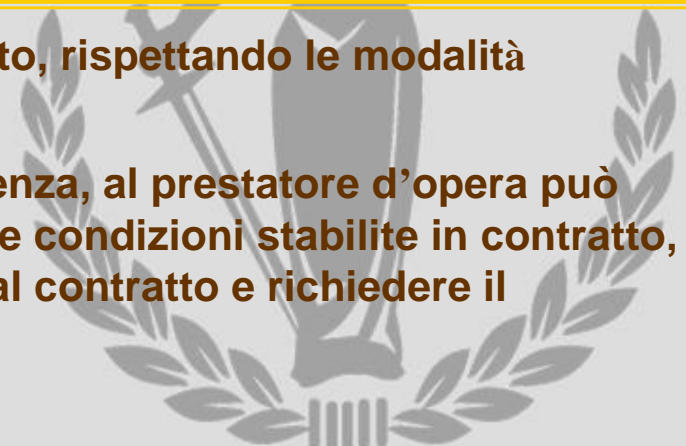 to, rispettando le modalità
enza, al prestatore d’opera può
e condizioni stabilite in contratto,
al contratto e richiedere il